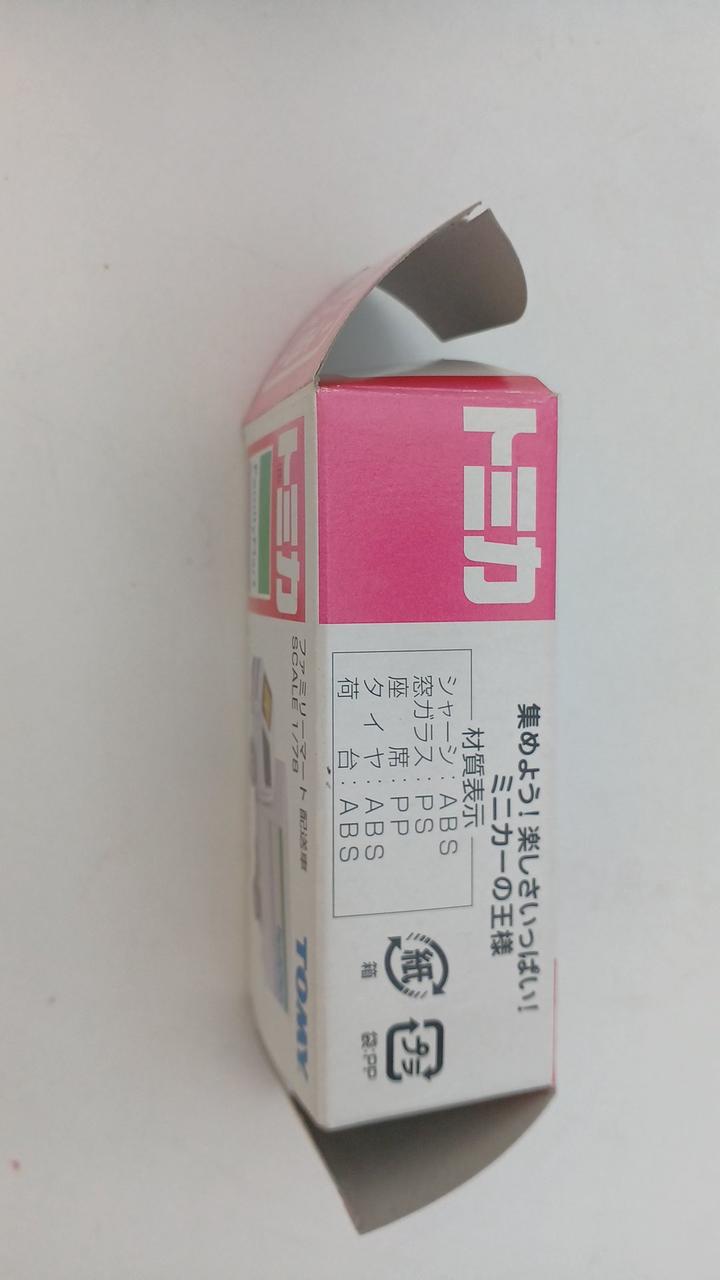 トミカ
集めよう!楽しさいっぱい!
ミニカーの王様
材質表示
シャーシ:ABS
窓ガラス:PS
座席:PP
タイヤ:ABS
荷台:ABS
紙
箱
プラ
袋:PP
トミカ
FamilyMart
ファミリーマート 配送車
SCALE 1/78
TOMY